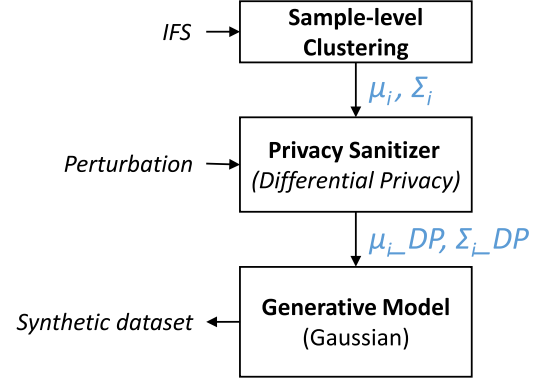 IFS
Sample-level
Clustering
μi, Σi
Perturbation
Privacy Sanitizer
(Differential Privacy)
μi_DP, Σi_DP
Synthetic dataset
Generative Model
(Gaussian)